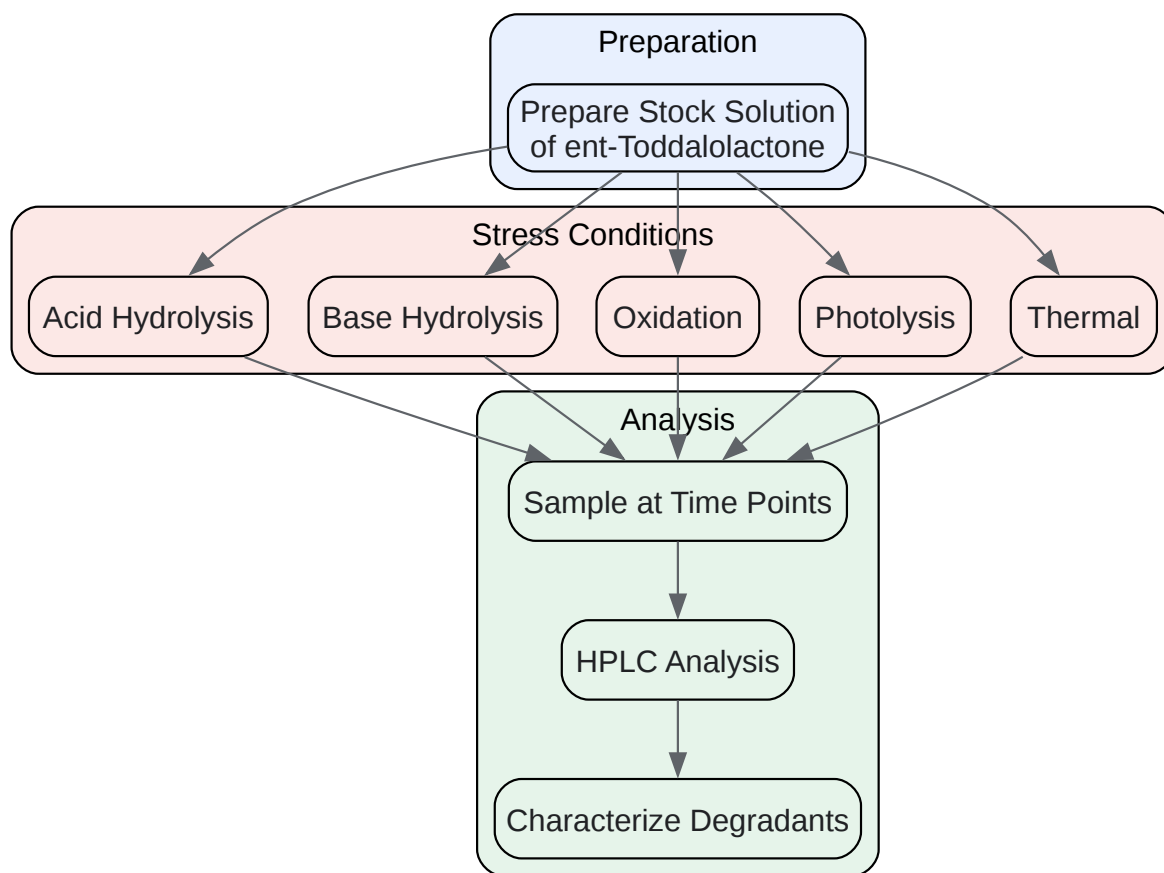 Preparation
Prepare Stock Solution
of ent-Toddalolactone
Stress Conditions
Acid Hydrolysis
Base Hydrolysis
Oxidation
Photolysis
Thermal
Analysis
Sample at Time Points
HPLC Analysis
Characterize Degradants